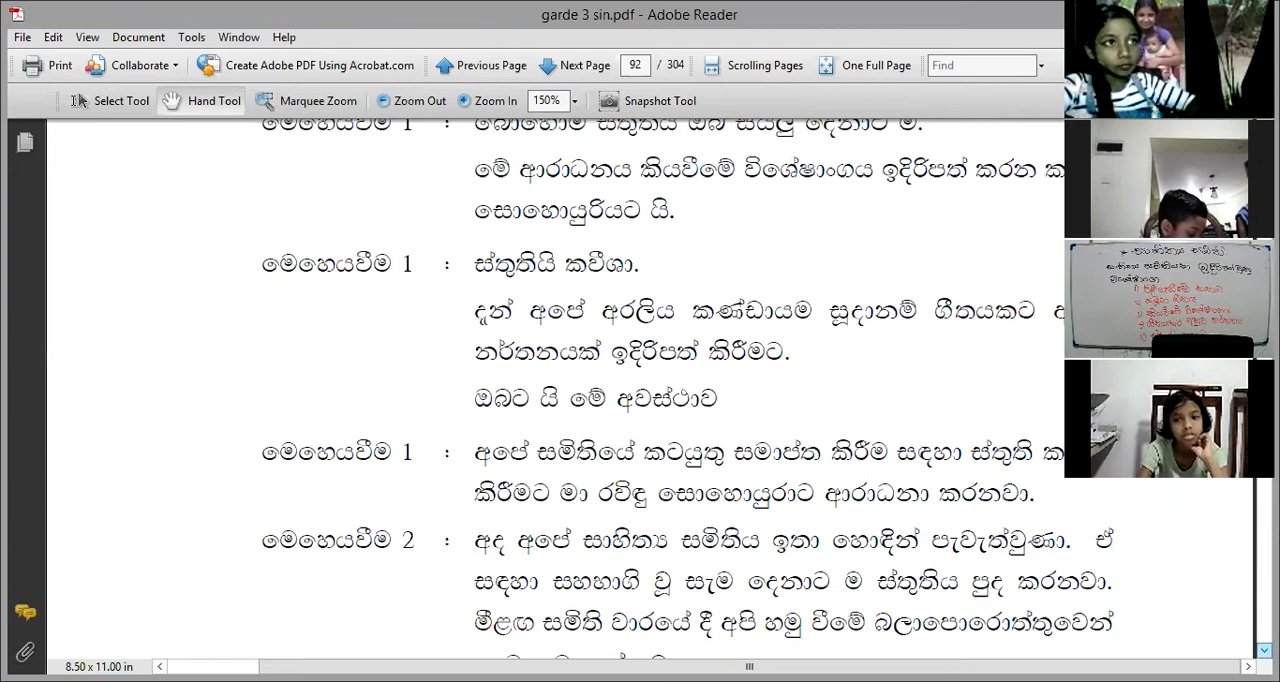 garde 3 sin.pdf - Adobe Reader
File Edit View Document Tools Window Help
Print Collaborate Create Adobe PDF Using Acrobat.com Previous Page Next Page 92 / 304 Scrolling Pages One Full Page Find
Select Tool Hand Tool Marquee Zoom Zoom Out Zoom In 150% Snapshot Tool
මෙහෙයවීම 1 : බොහොම ස්තූතිය ඔබ සියලු දෙනාට ම.
මේ ආරාධනය කියවීමේ විශේෂාංගය ඉදිරිපත් කරන
සොහොයුරියට යි.
මෙහෙයවීම 1 : ස්තුතියි කවීශා.
දැන් අපේ අරලිය කණ්ඩායම සූදානම් ගීතයකට
නර්තනයක් ඉදිරිපත් කිරීමට.
ඔබට යි මේ අවස්ථාව
මෙහෙයවීම 1 : අපේ සමිතියේ කටයුතු සමාප්ත කිරීම සඳහා ස්තුති
කිරීමට මා රවිඳු සොහොයුරාට ආරාධනා කරනවා.
මෙහෙයවීම 2 : අද අපේ සාහිත්‍ය සමිතිය ඉතා හොඳින් පැවැත්වුණා. ඒ
සඳහා සහභාගි වූ සැම දෙනාට ම ස්තුතිය පුද කරනවා.
මීළඟ සමිති වාරයේ දී අපි හමු වීමේ බලාපොරොත්තුවෙන්
8.50 x 11.00 in